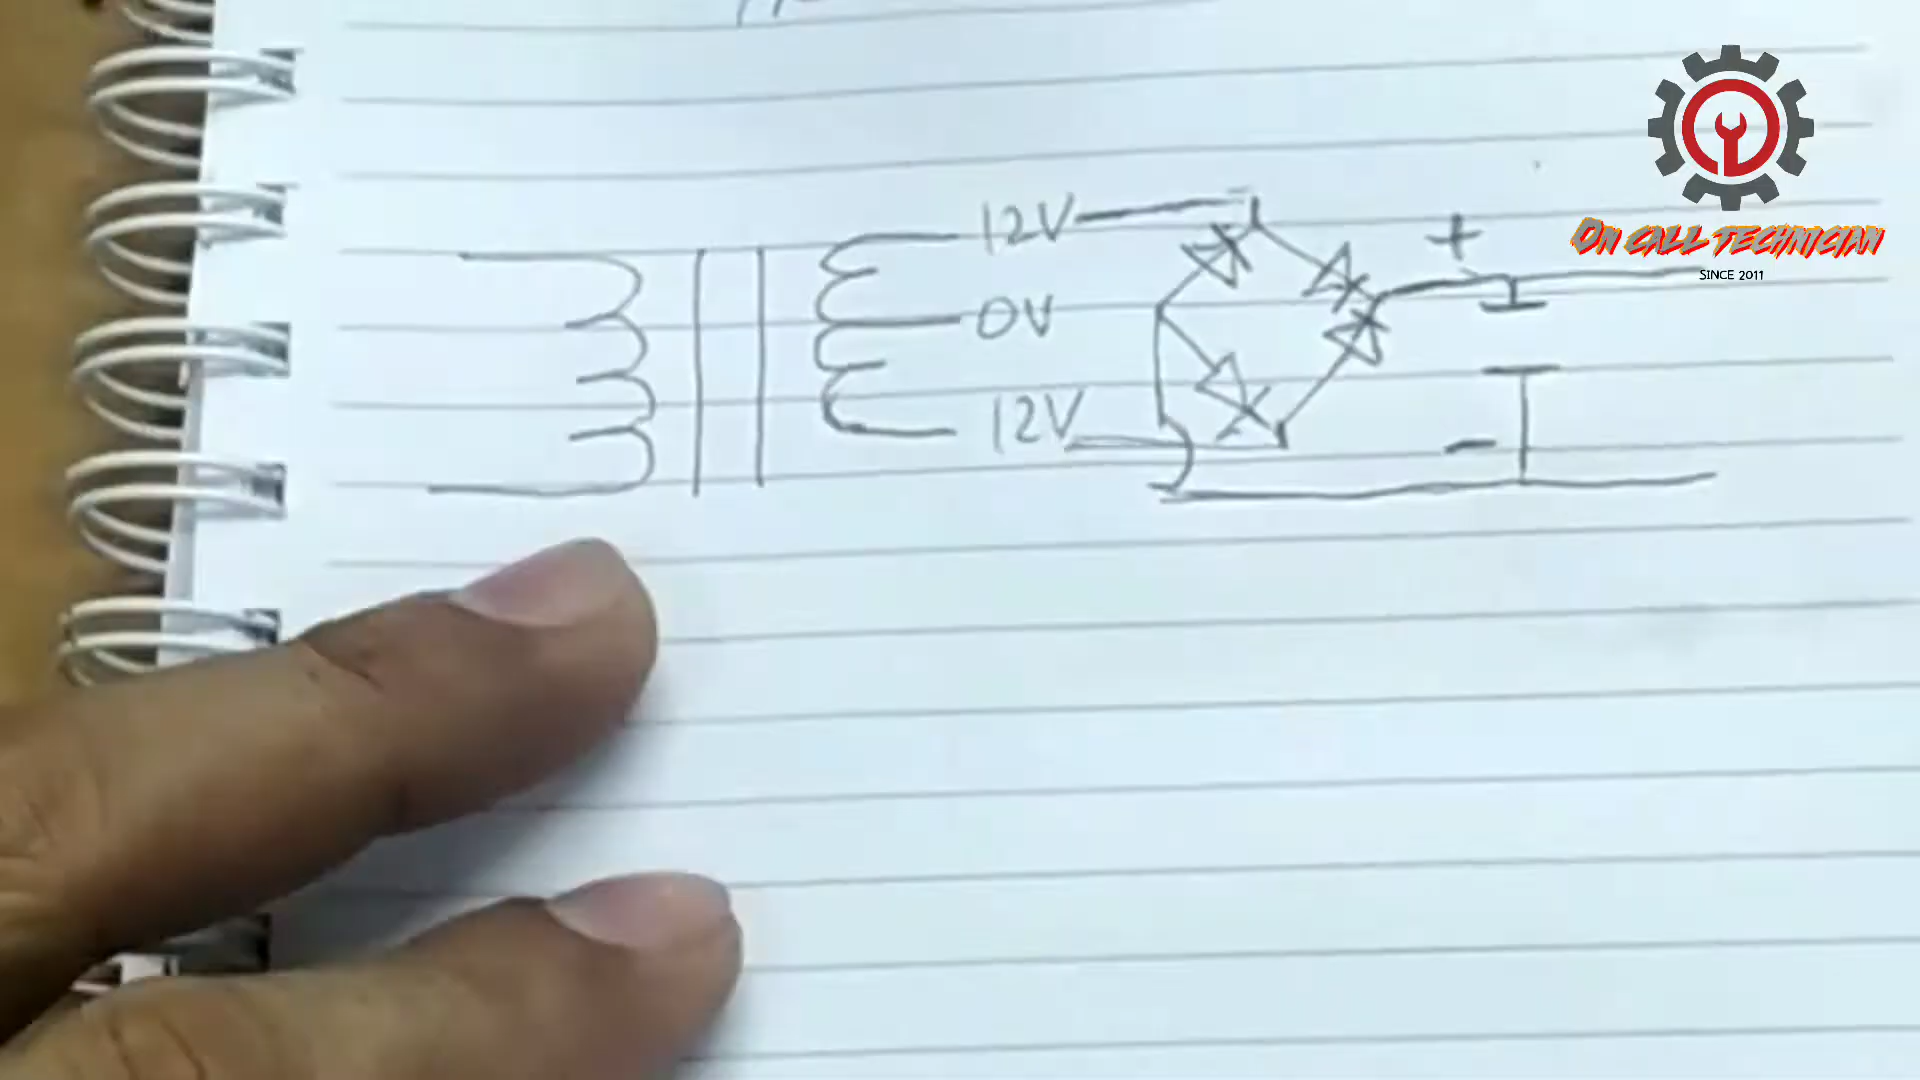 12V
+
0V
12V
-
ON CALL TECHNICIAN
SINCE 2011